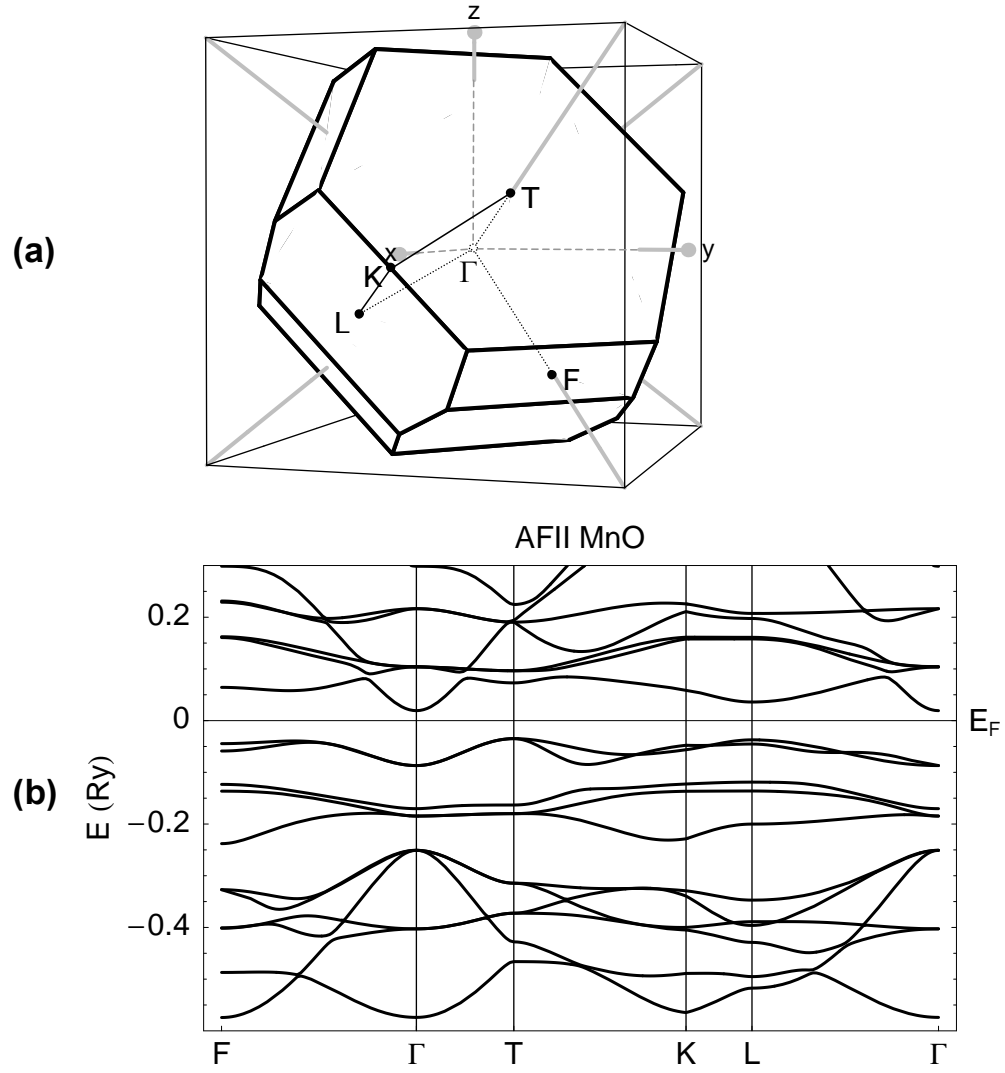 z
T
(a)
x
y
K
Γ
L
F
AFII MnO
0.2
0
E_F
(b)
E (Ry)
−0.2
−0.4
F Γ T K L Γ